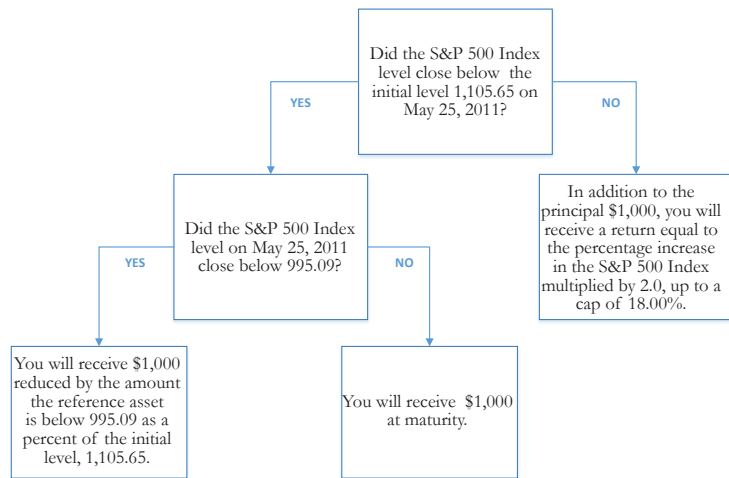 Did the S&P 500 Index
level close below the
initial level 1,105.65 on
May 25, 2011?
YES
NO
Did the S&P 500 Index
level on May 25, 2011
close below 995.09?
In addition to the
principal $1,000, you will
receive a return equal to
the percentage increase
in the S&P 500 Index
multiplied by 2.0, up to a
cap of 18.00%.
YES
NO
You will receive $1,000
reduced by the amount
the reference asset
is below 995.09 as a
percent of the initial
level, 1,105.65.
You will receive $1,000
at maturity.